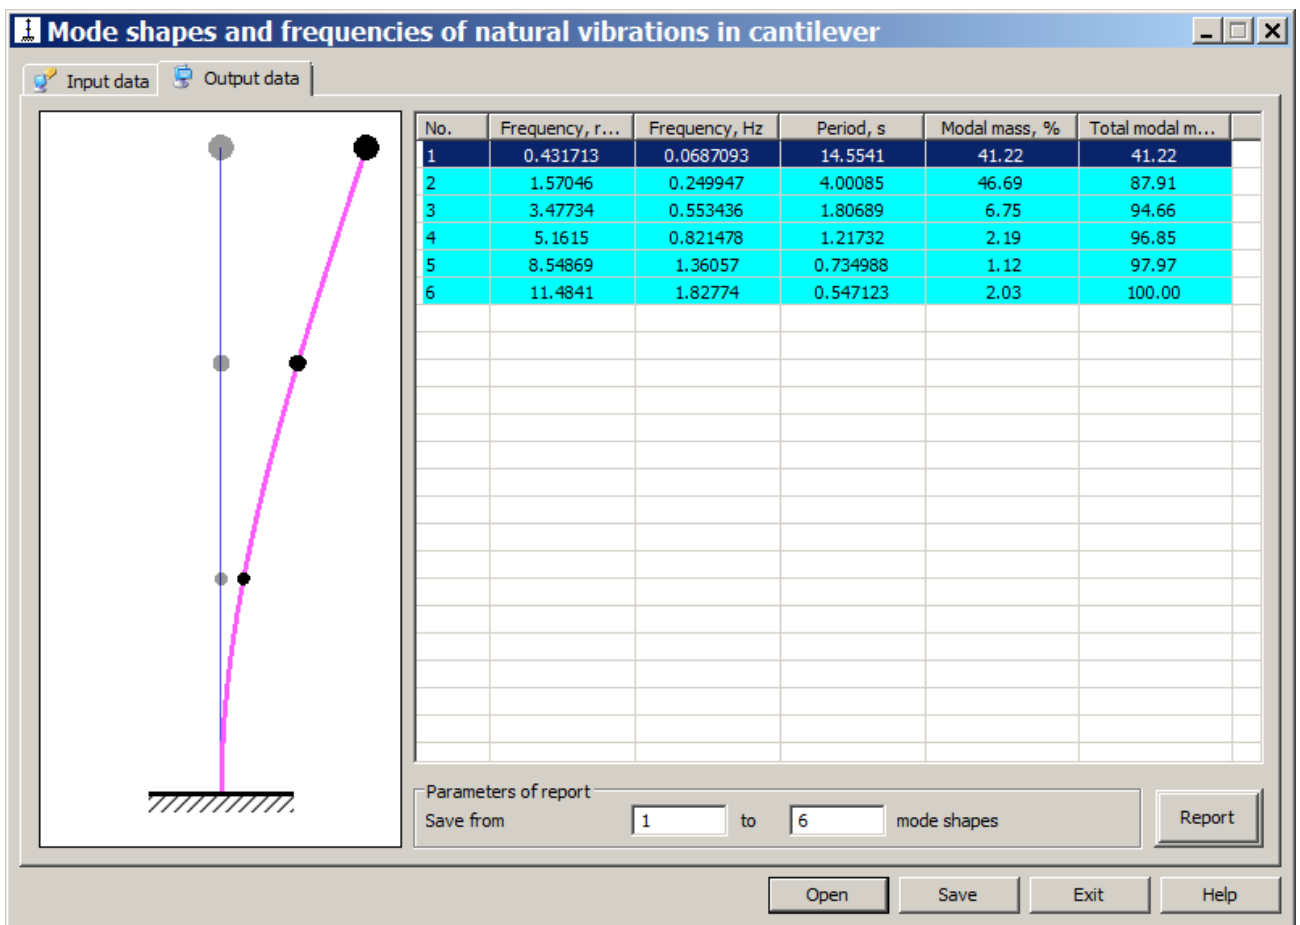 Mode shapes and frequencies of natural vibrations in cantilever
Input data Output data
No. Frequency, r... Frequency, Hz Period, s Modal mass, % Total modal m...
1 0.431713 0.0687093 14.5541 41.22 41.22
2 1.57046 0.249947 4.00085 46.69 87.91
3 3.47734 0.553436 1.80689 6.75 94.66
4 5.1615 0.821478 1.21732 2.19 96.85
5 8.54869 1.36057 0.734988 1.12 97.97
6 11.4841 1.82774 0.547123 2.03 100.00
Parameters of report
Save from 1 to 6 mode shapes
Report
Open Save Exit Help